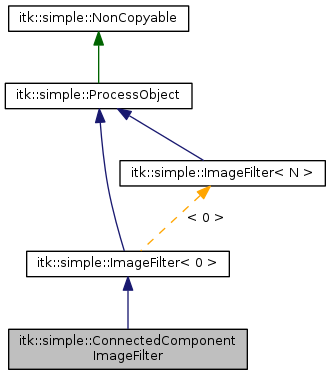 itk::simple::NonCopyable
itk::simple::ProcessObject
itk::simple::ImageFilter< N >
< 0 >
itk::simple::ImageFilter< 0 >
itk::simple::ConnectedComponent
ImageFilter